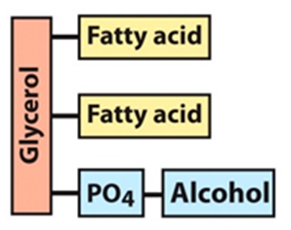 Glycerol
Fatty acid
Fatty acid
PO4
Alcohol